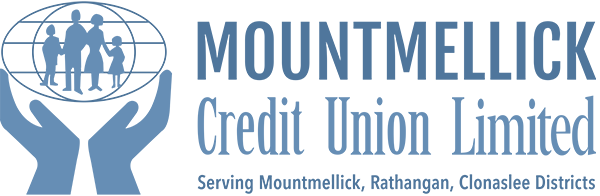 MOUNTMELLICK
Credit Union Limited
Serving Mountmellick, Rathangan, Clonaslee Districts